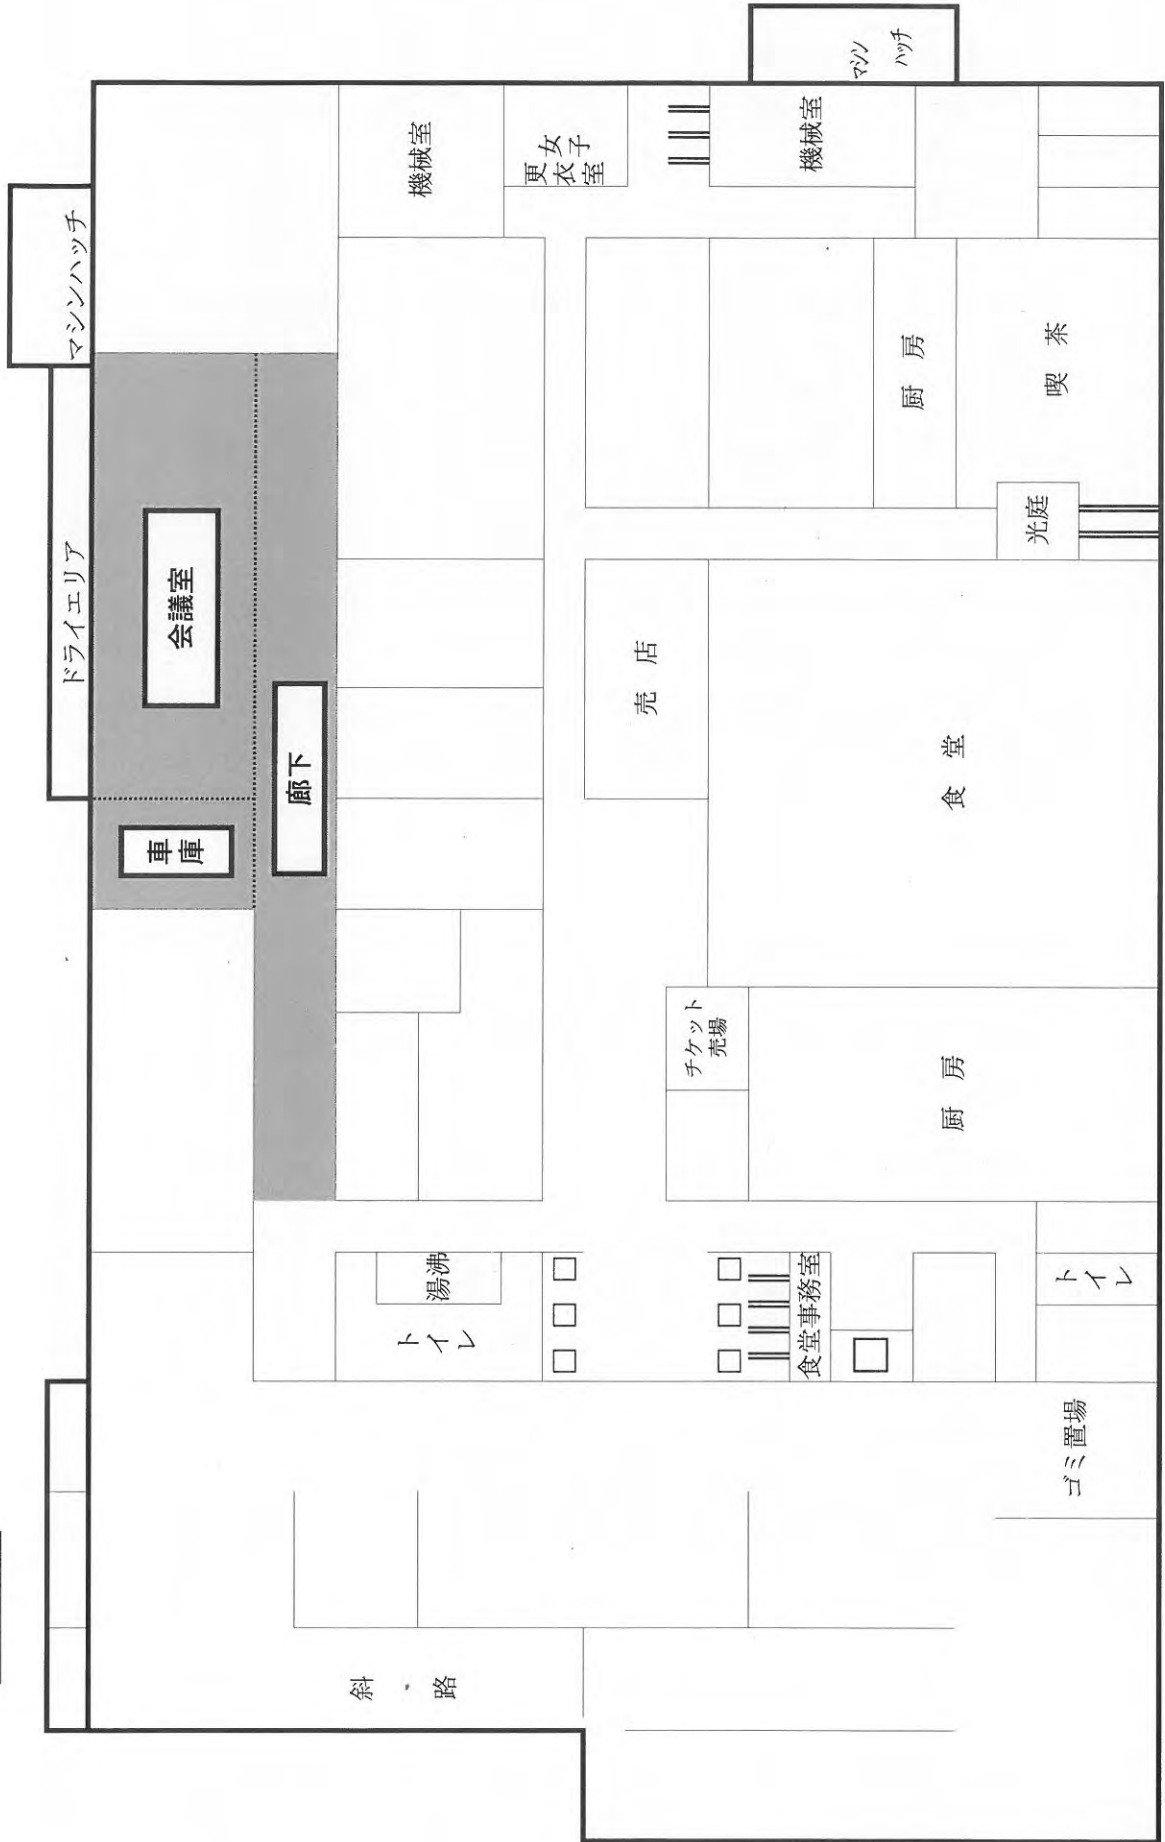 マシン
ハッチ
マシンハッチ
ドライエリア
機械室
女子
更衣室
機械室
会議室
厨 房
喫 茶
光庭
廊下
車庫
売 店
食 堂
チケット
売場
厨 房
湯沸
トイレ
食堂事務室
トイレ
ゴミ置場
斜 路